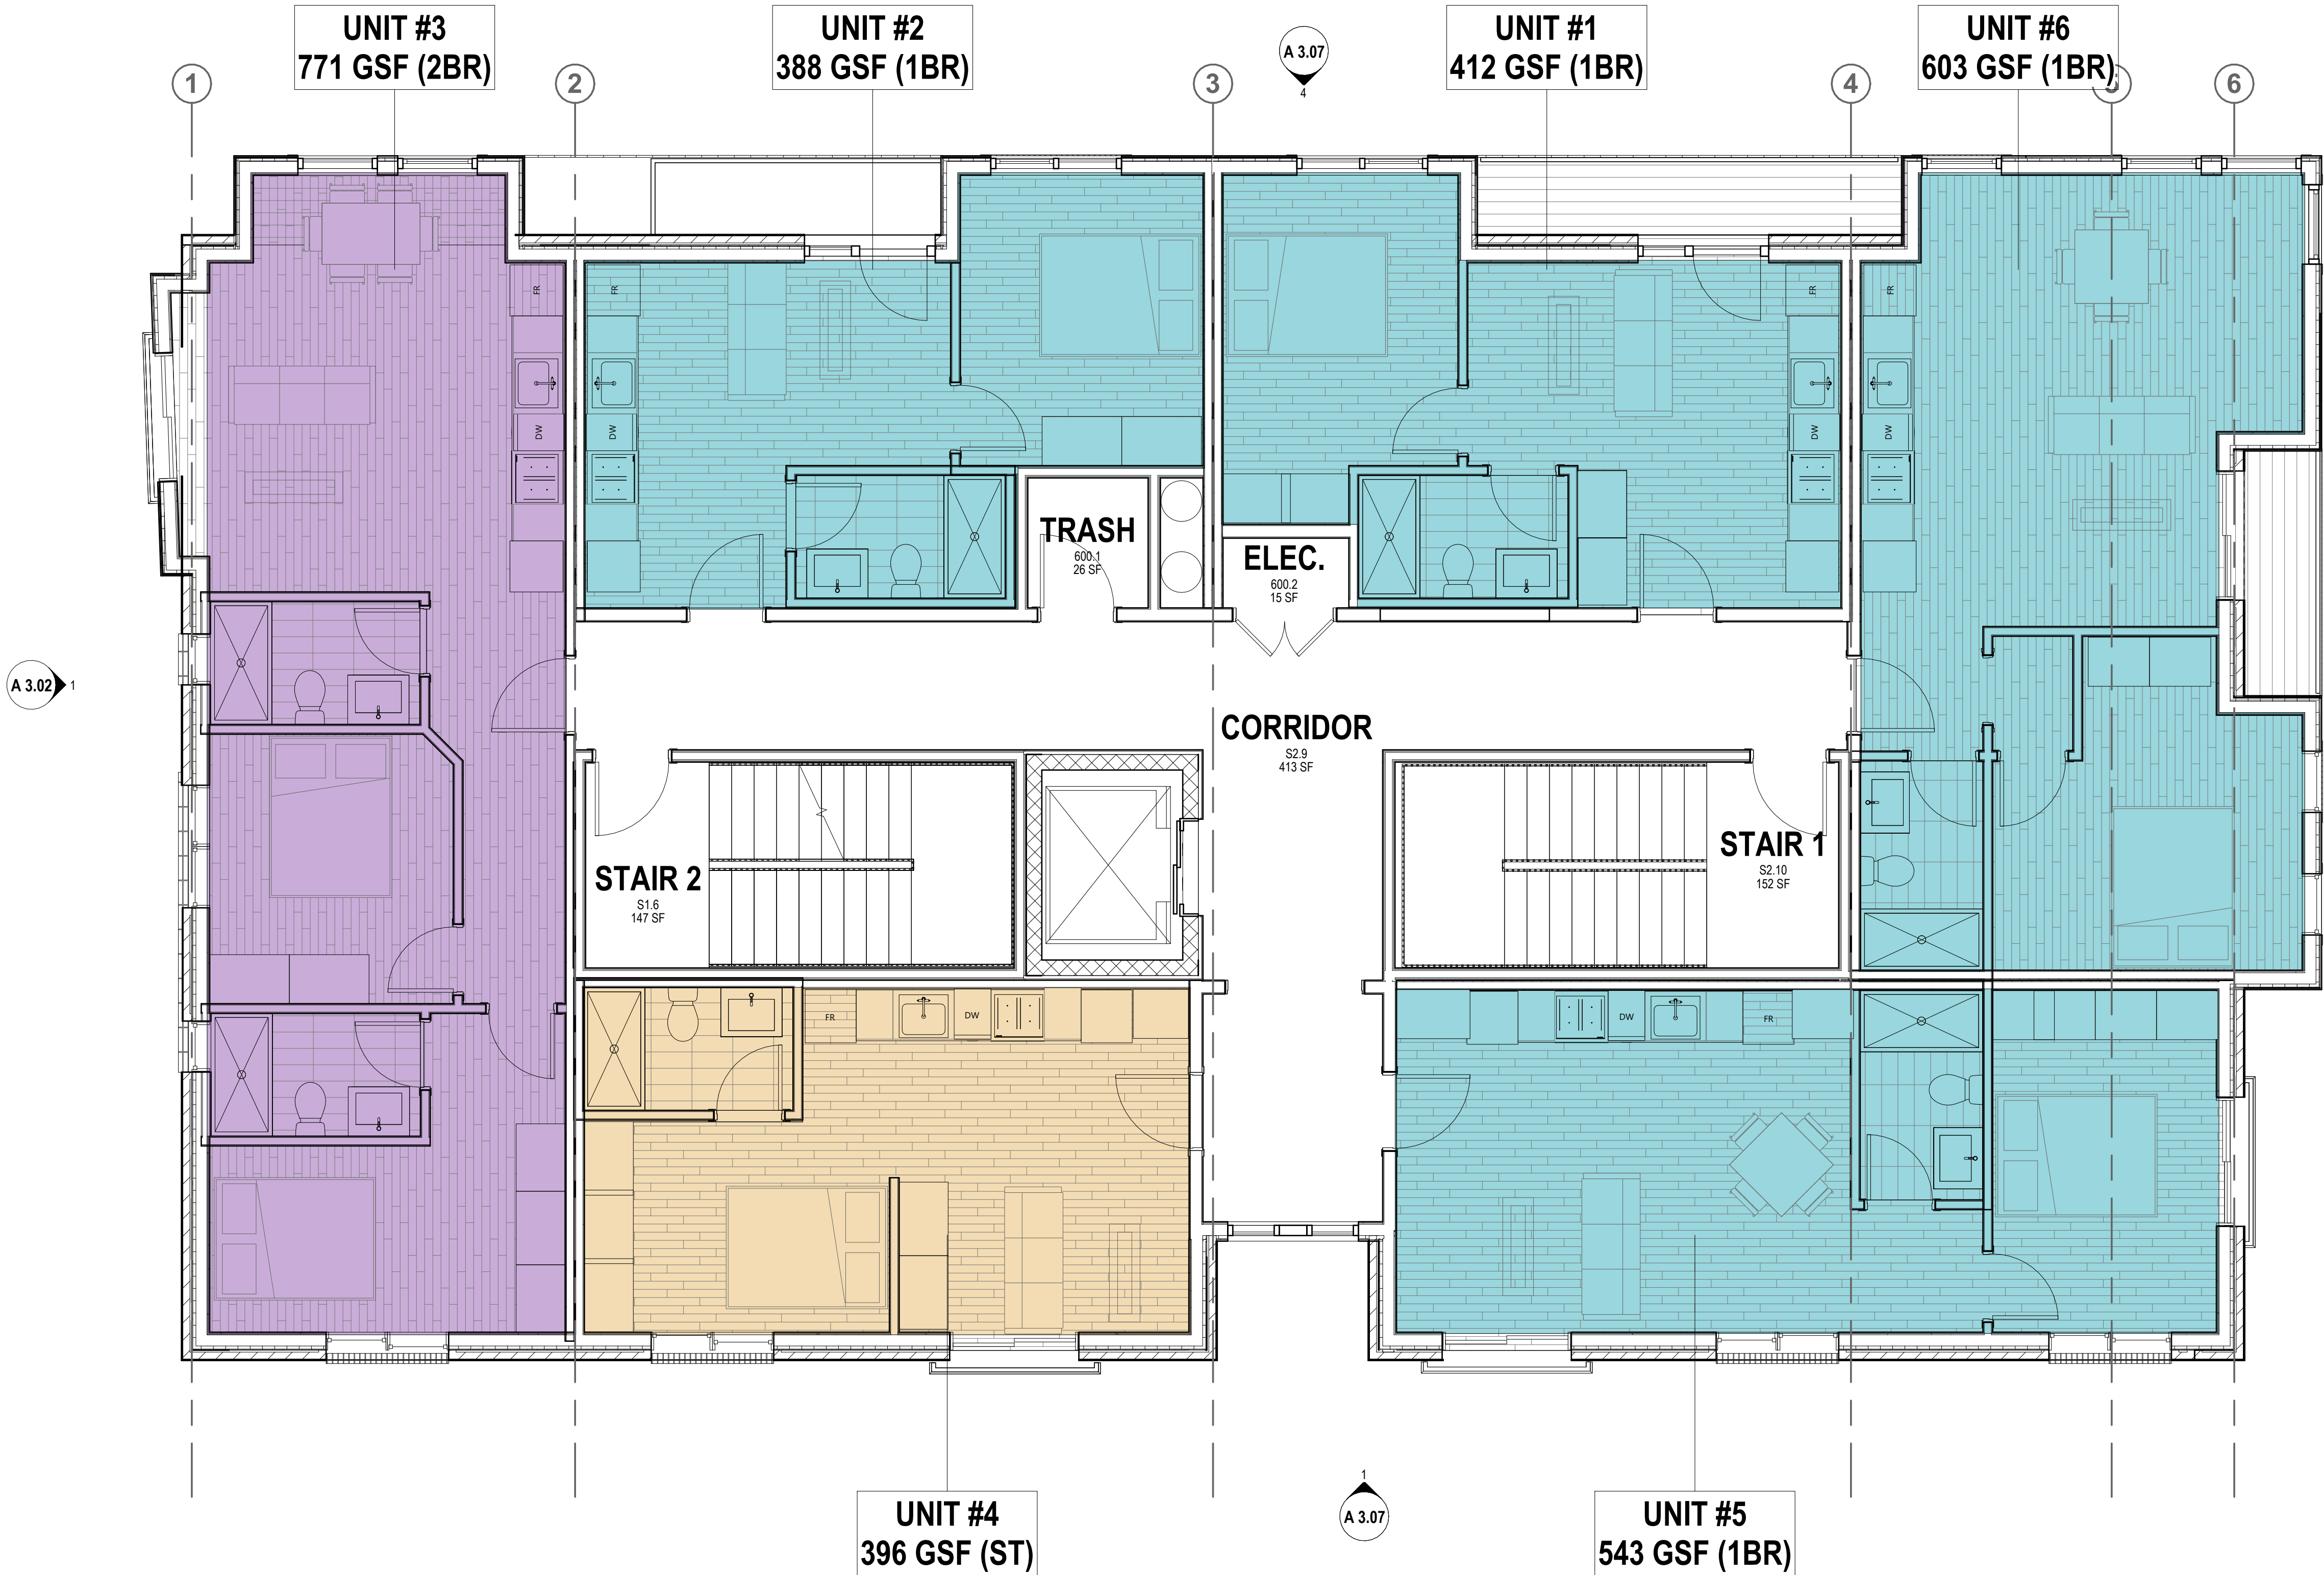 UNIT #3
771 GSF (2BR)
UNIT #2
388 GSF (1BR)
A 3.07
4
UNIT #1
412 GSF (1BR)
UNIT #6
603 GSF (1BR)
1
2
3
4
5
6
FR
FR
FR
FR
DW
DW
DW
DW
TRASH
600.1
26 SF
ELEC.
600.2
15 SF
A 3.02
1
CORRIDOR
S2.9
413 SF
STAIR 2
S1.6
147 SF
STAIR 1
S2.10
152 SF
FR
DW
DW
FR
1
A 3.07
UNIT #4
396 GSF (ST)
UNIT #5
543 GSF (1BR)